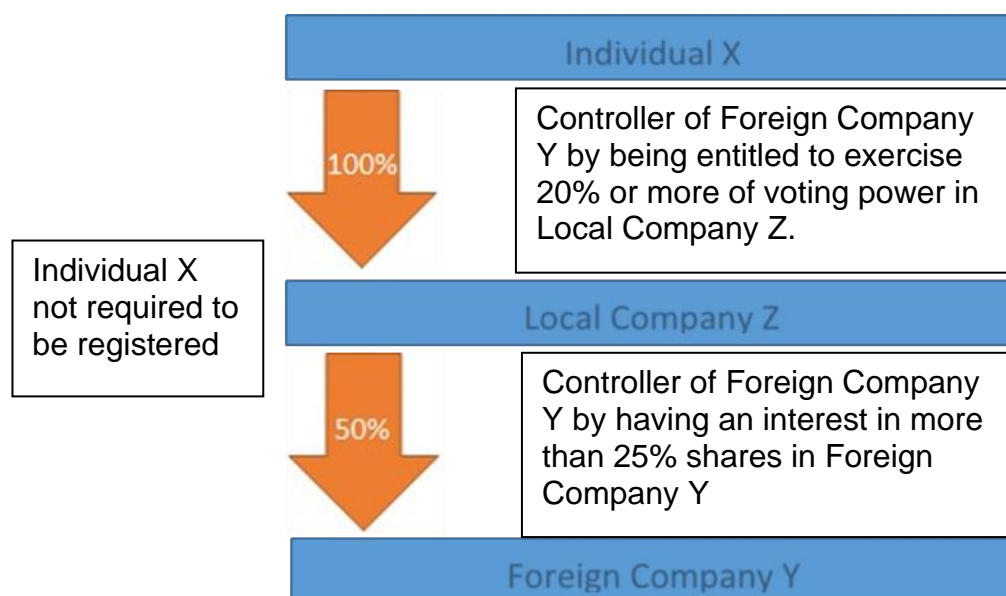 Individual X
100%
Controller of Foreign Company
Y by being entitled to exercise
20% or more of voting power in
Local Company Z.
Individual X
not required to
be registered
Local Company Z
50%
Controller of Foreign Company
Y by having an interest in more
than 25% shares in Foreign
Company Y
Foreign Company Y